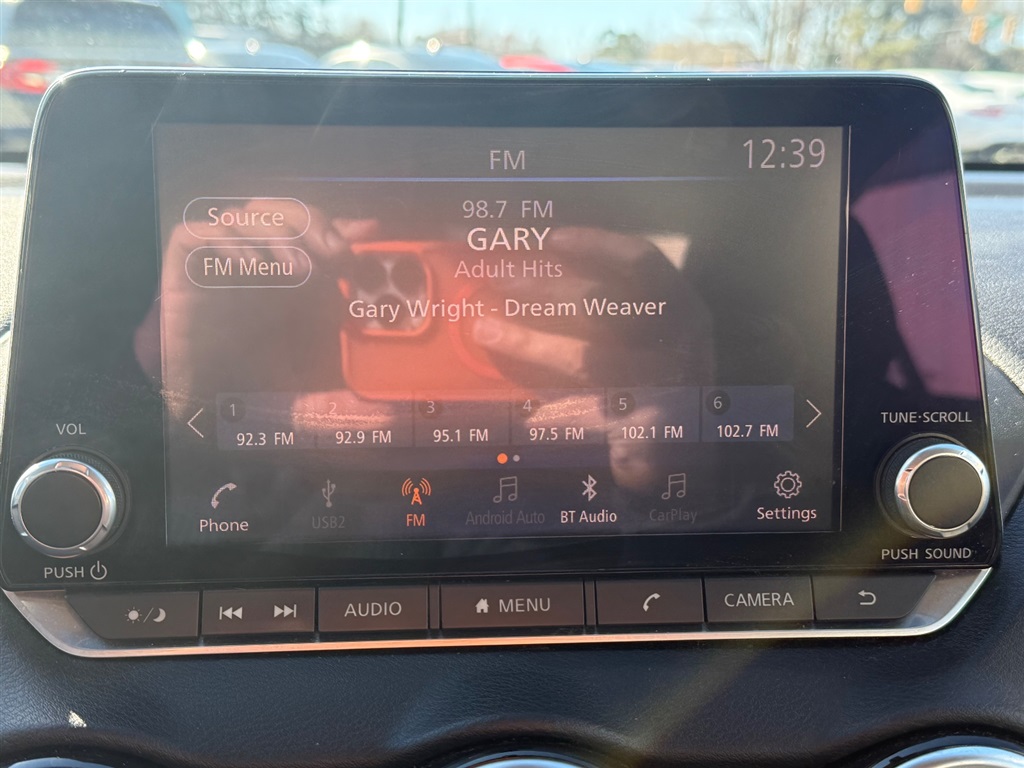 FM
12:39
Source
98.7 FM
GARY
FM Menu
Adult Hits
Gary Wright - Dream Weaver
1 2 3 4 5 6
92.3 FM 92.9 FM 95.1 FM 97.5 FM 102.1 FM 102.7 FM
VOL
TUNE·SCROLL
Phone USB2 FM Android Auto BT Audio CarPlay Settings
PUSH
PUSH SOUND
AUDIO MENU CAMERA